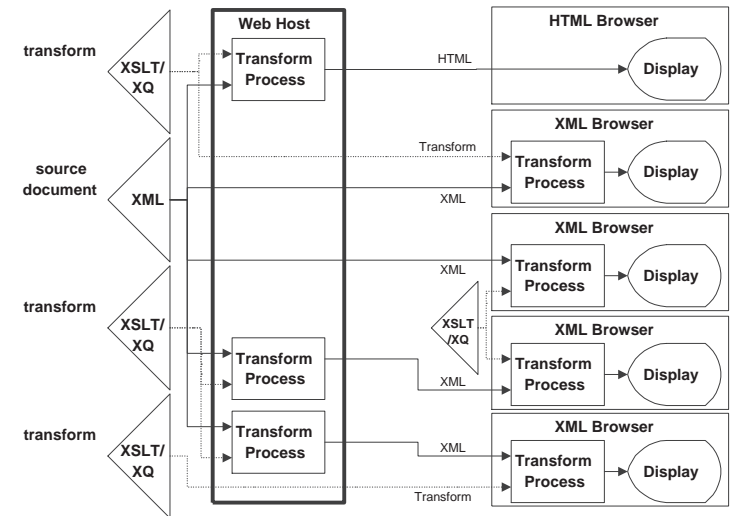 Web Host
HTML Browser
transform
XSLT/
XQ
Transform
Process
HTML
Display
XML Browser
Transform
Transform
Process
Display
source
document
XML
XML
XML Browser
Transform
Process
Display
XML
transform
XSLT/
XQ
XSLT
/XQ
XML Browser
Transform
Process
Transform
Process
Display
XML
XML Browser
transform
XSLT/
XQ
Transform
Process
XML
Transform
Process
Display
Transform